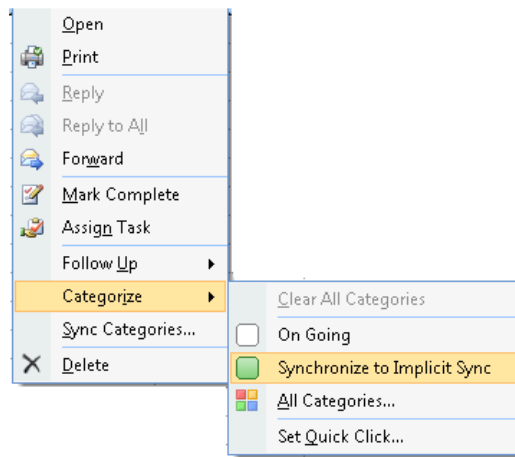 Open
Print
Reply
Reply to All
Forward
Mark Complete
Assign Task
Follow Up
Categorize
Sync Categories...
Delete
Clear All Categories
On Going
Synchronize to Implicit Sync
All Categories...
Set Quick Click...